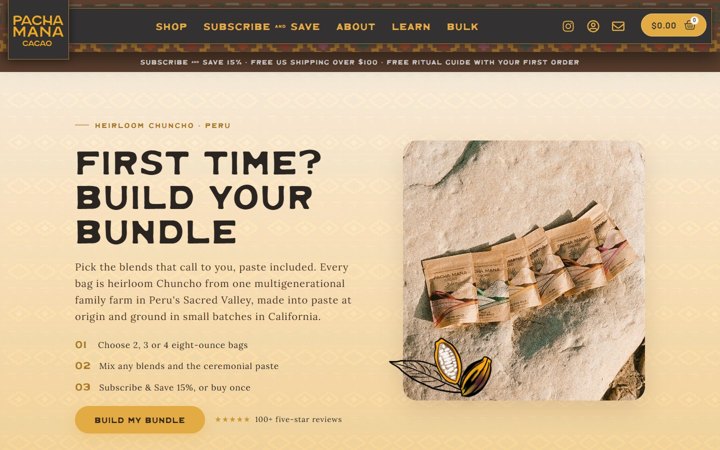 PACHA
MANA
CACAO
SHOP
SUBSCRIBE AND SAVE
ABOUT
LEARN
BULK
$0.00
0
SUBSCRIBE AND SAVE 15% · FREE US SHIPPING OVER $100 · FREE RITUAL GUIDE WITH YOUR FIRST ORDER
HEIRLOOM CHUNCHO · PERU
FIRST TIME?
BUILD YOUR
BUNDLE
Pick the blends that call to you, paste included. Every
bag is heirloom Chuncho from one multigenerational
family farm in Peru's Sacred Valley, made into paste at
origin and ground in small batches in California.
01 Choose 2, 3 or 4 eight-ounce bags
02 Mix any blends and the ceremonial paste
03 Subscribe & Save 15%, or buy once
BUILD MY BUNDLE
★★★★★ 100+ five-star reviews
PACHA MANA